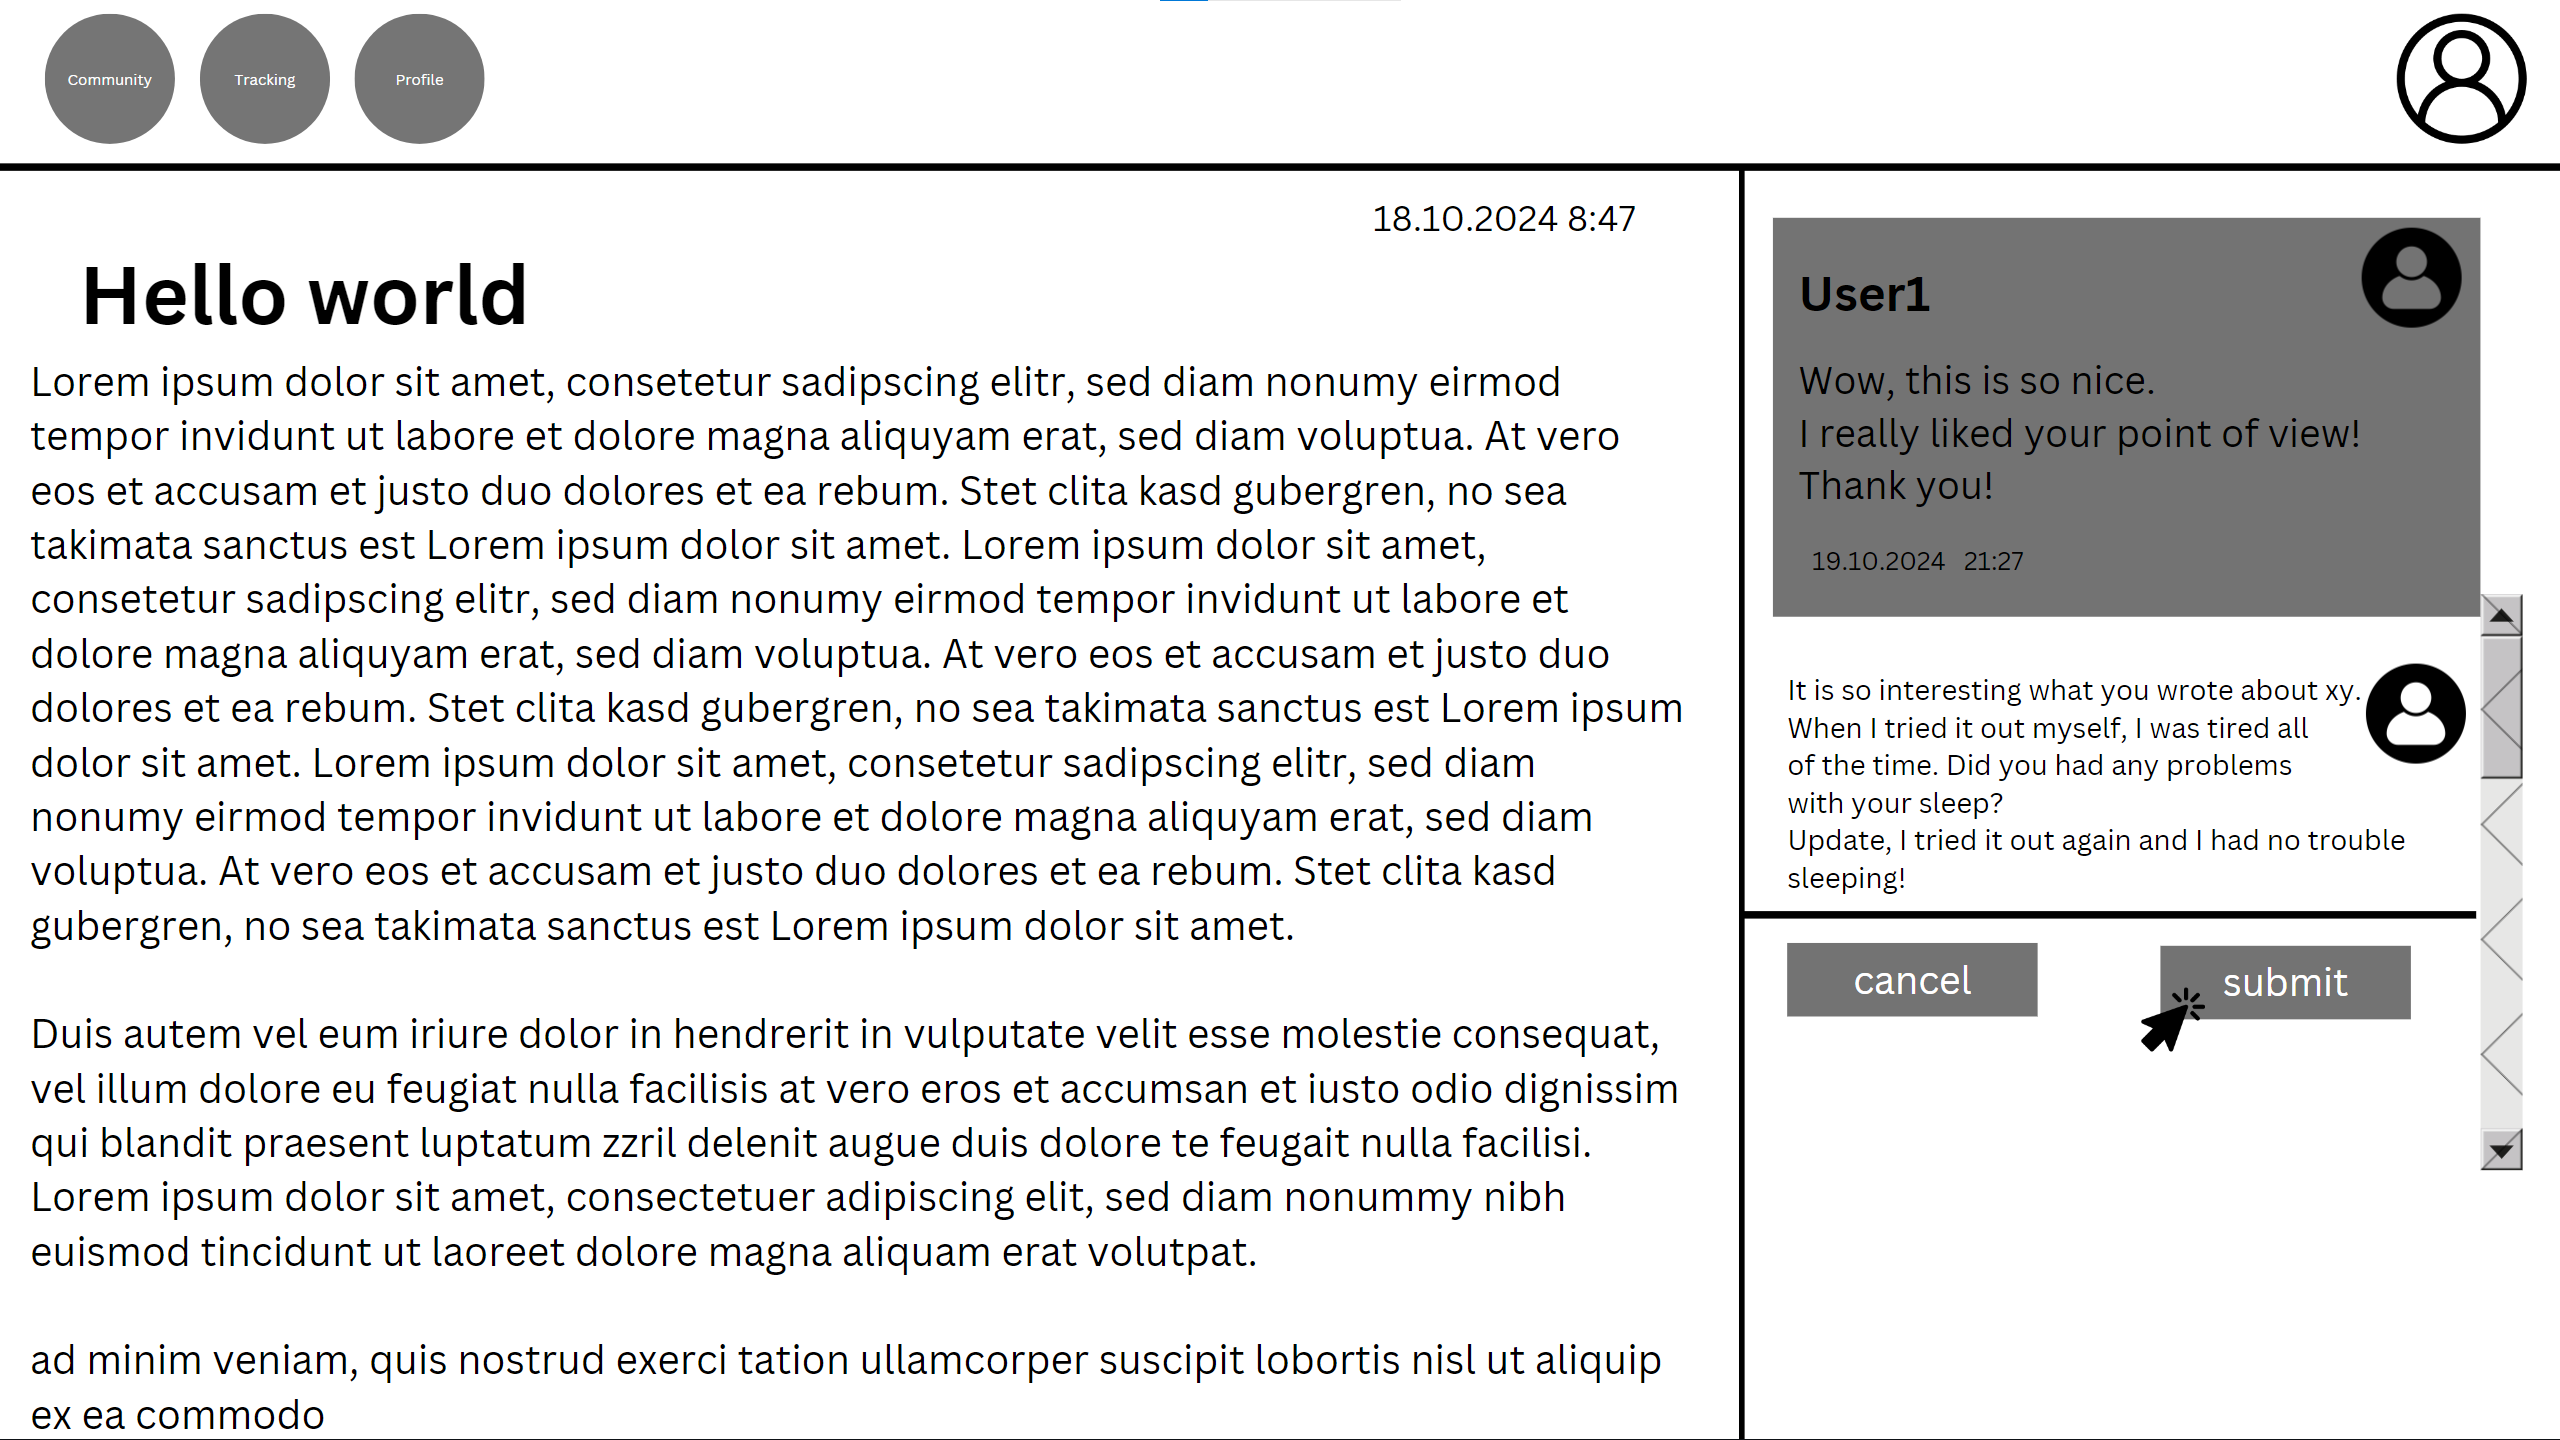 Community
Tracking
Profile
18.10.2024 8:47
Hello world
Lorem ipsum dolor sit amet, consetetur sadipscing elitr, sed diam nonumy eirmod
tempor invidunt ut labore et dolore magna aliquyam erat, sed diam voluptua. At vero
eos et accusam et justo duo dolores et ea rebum. Stet clita kasd gubergren, no sea
takimata sanctus est Lorem ipsum dolor sit amet. Lorem ipsum dolor sit amet,
consetetur sadipscing elitr, sed diam nonumy eirmod tempor invidunt ut labore et
dolore magna aliquyam erat, sed diam voluptua. At vero eos et accusam et justo duo
dolores et ea rebum. Stet clita kasd gubergren, no sea takimata sanctus est Lorem ipsum
dolor sit amet. Lorem ipsum dolor sit amet, consetetur sadipscing elitr, sed diam
nonumy eirmod tempor invidunt ut labore et dolore magna aliquyam erat, sed diam
voluptua. At vero eos et accusam et justo duo dolores et ea rebum. Stet clita kasd
gubergren, no sea takimata sanctus est Lorem ipsum dolor sit amet.
Duis autem vel eum iriure dolor in hendrerit in vulputate velit esse molestie consequat,
vel illum dolore eu feugiat nulla facilisis at vero eros et accumsan et iusto odio dignissim
qui blandit praesent luptatum zzril delenit augue duis dolore te feugait nulla facilisi.
Lorem ipsum dolor sit amet, consectetuer adipiscing elit, sed diam nonummy nibh
euismod tincidunt ut laoreet dolore magna aliquam erat volutpat.
ad minim veniam, quis nostrud exerci tation ullamcorper suscipit lobortis nisl ut aliquip
ex ea commodo
User1
Wow, this is so nice.
I really liked your point of view!
Thank you!
19.10.2024 21:27
It is so interesting what you wrote about xy.
When I tried it out myself, I was tired all
of the time. Did you had any problems
with your sleep?
Update, I tried it out again and I had no trouble
sleeping!
cancel
submit